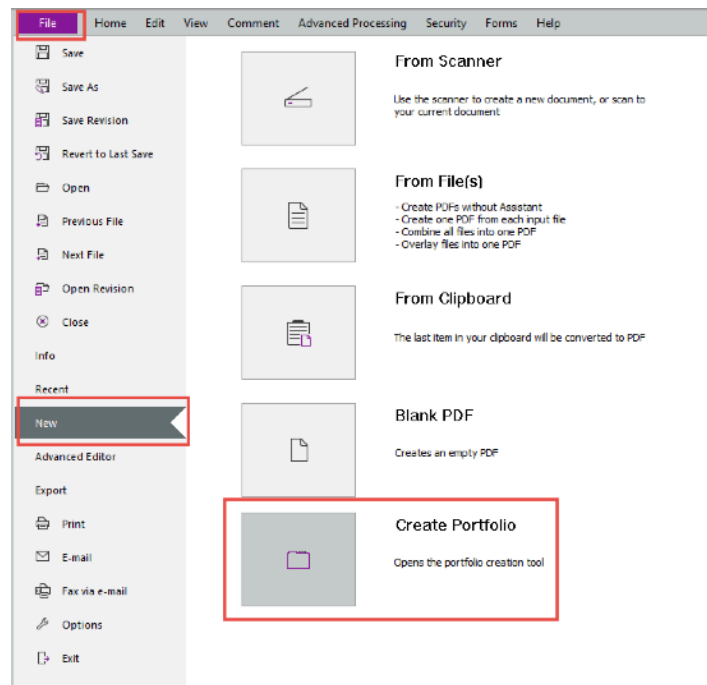 File Home Edit View Comment Advanced Processing Security Forms Help
Save
Save As
Save Revision
Revert to Last Save
Open
Previous File
Next File
Open Revision
Close
Info
Recent
New
Advanced Editor
Export
Print
E-mail
Fax via e-mail
Options
Exit
From Scanner
Use the scanner to create a new document, or scan to
your current document
From File(s)
- Create PDFs without Assistant
- Create one PDF from each input file
- Combine all files into one PDF
- Overlay files into one PDF
From Clipboard
The last item in your clipboard will be converted to PDF
Blank PDF
Creates an empty PDF
Create Portfolio
Opens the portfolio creation tool